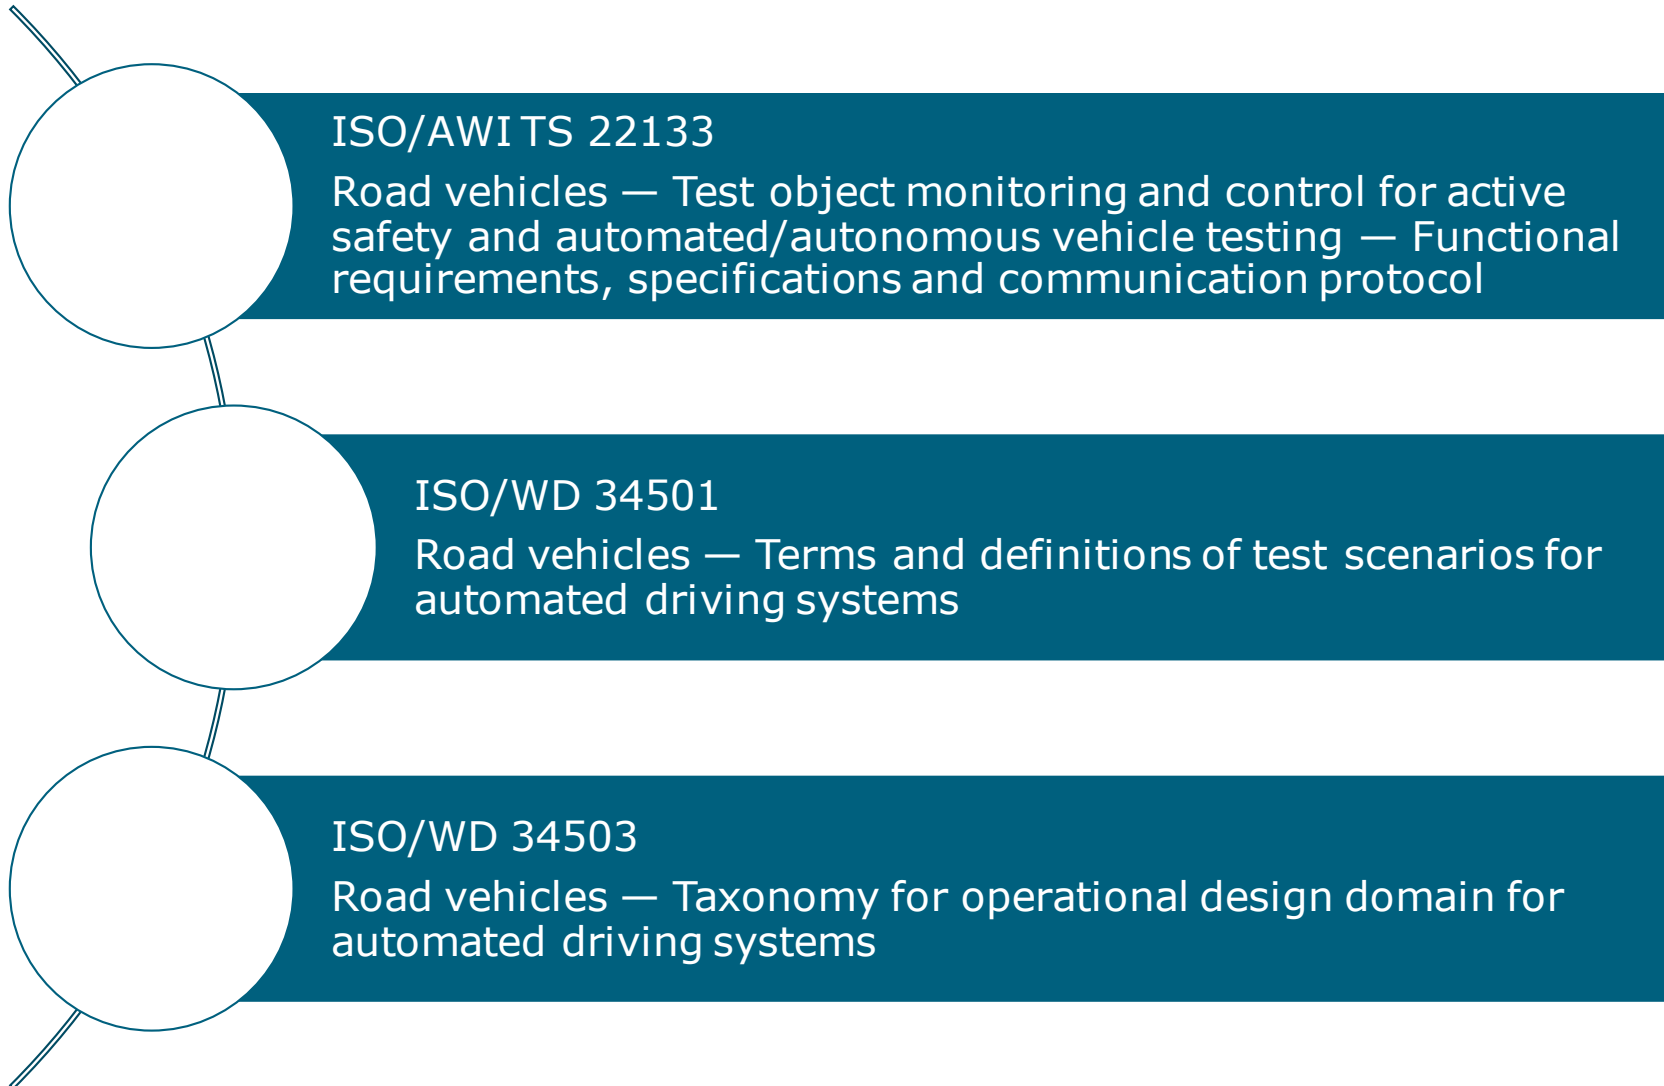 ISO/AWI TS 22133
Road vehicles — Test object monitoring and control for active
safety and automated/autonomous vehicle testing — Functional
requirements, specifications and communication protocol
ISO/WD 34501
Road vehicles — Terms and definitions of test scenarios for
automated driving systems
ISO/WD 34503
Road vehicles — Taxonomy for operational design domain for
automated driving systems